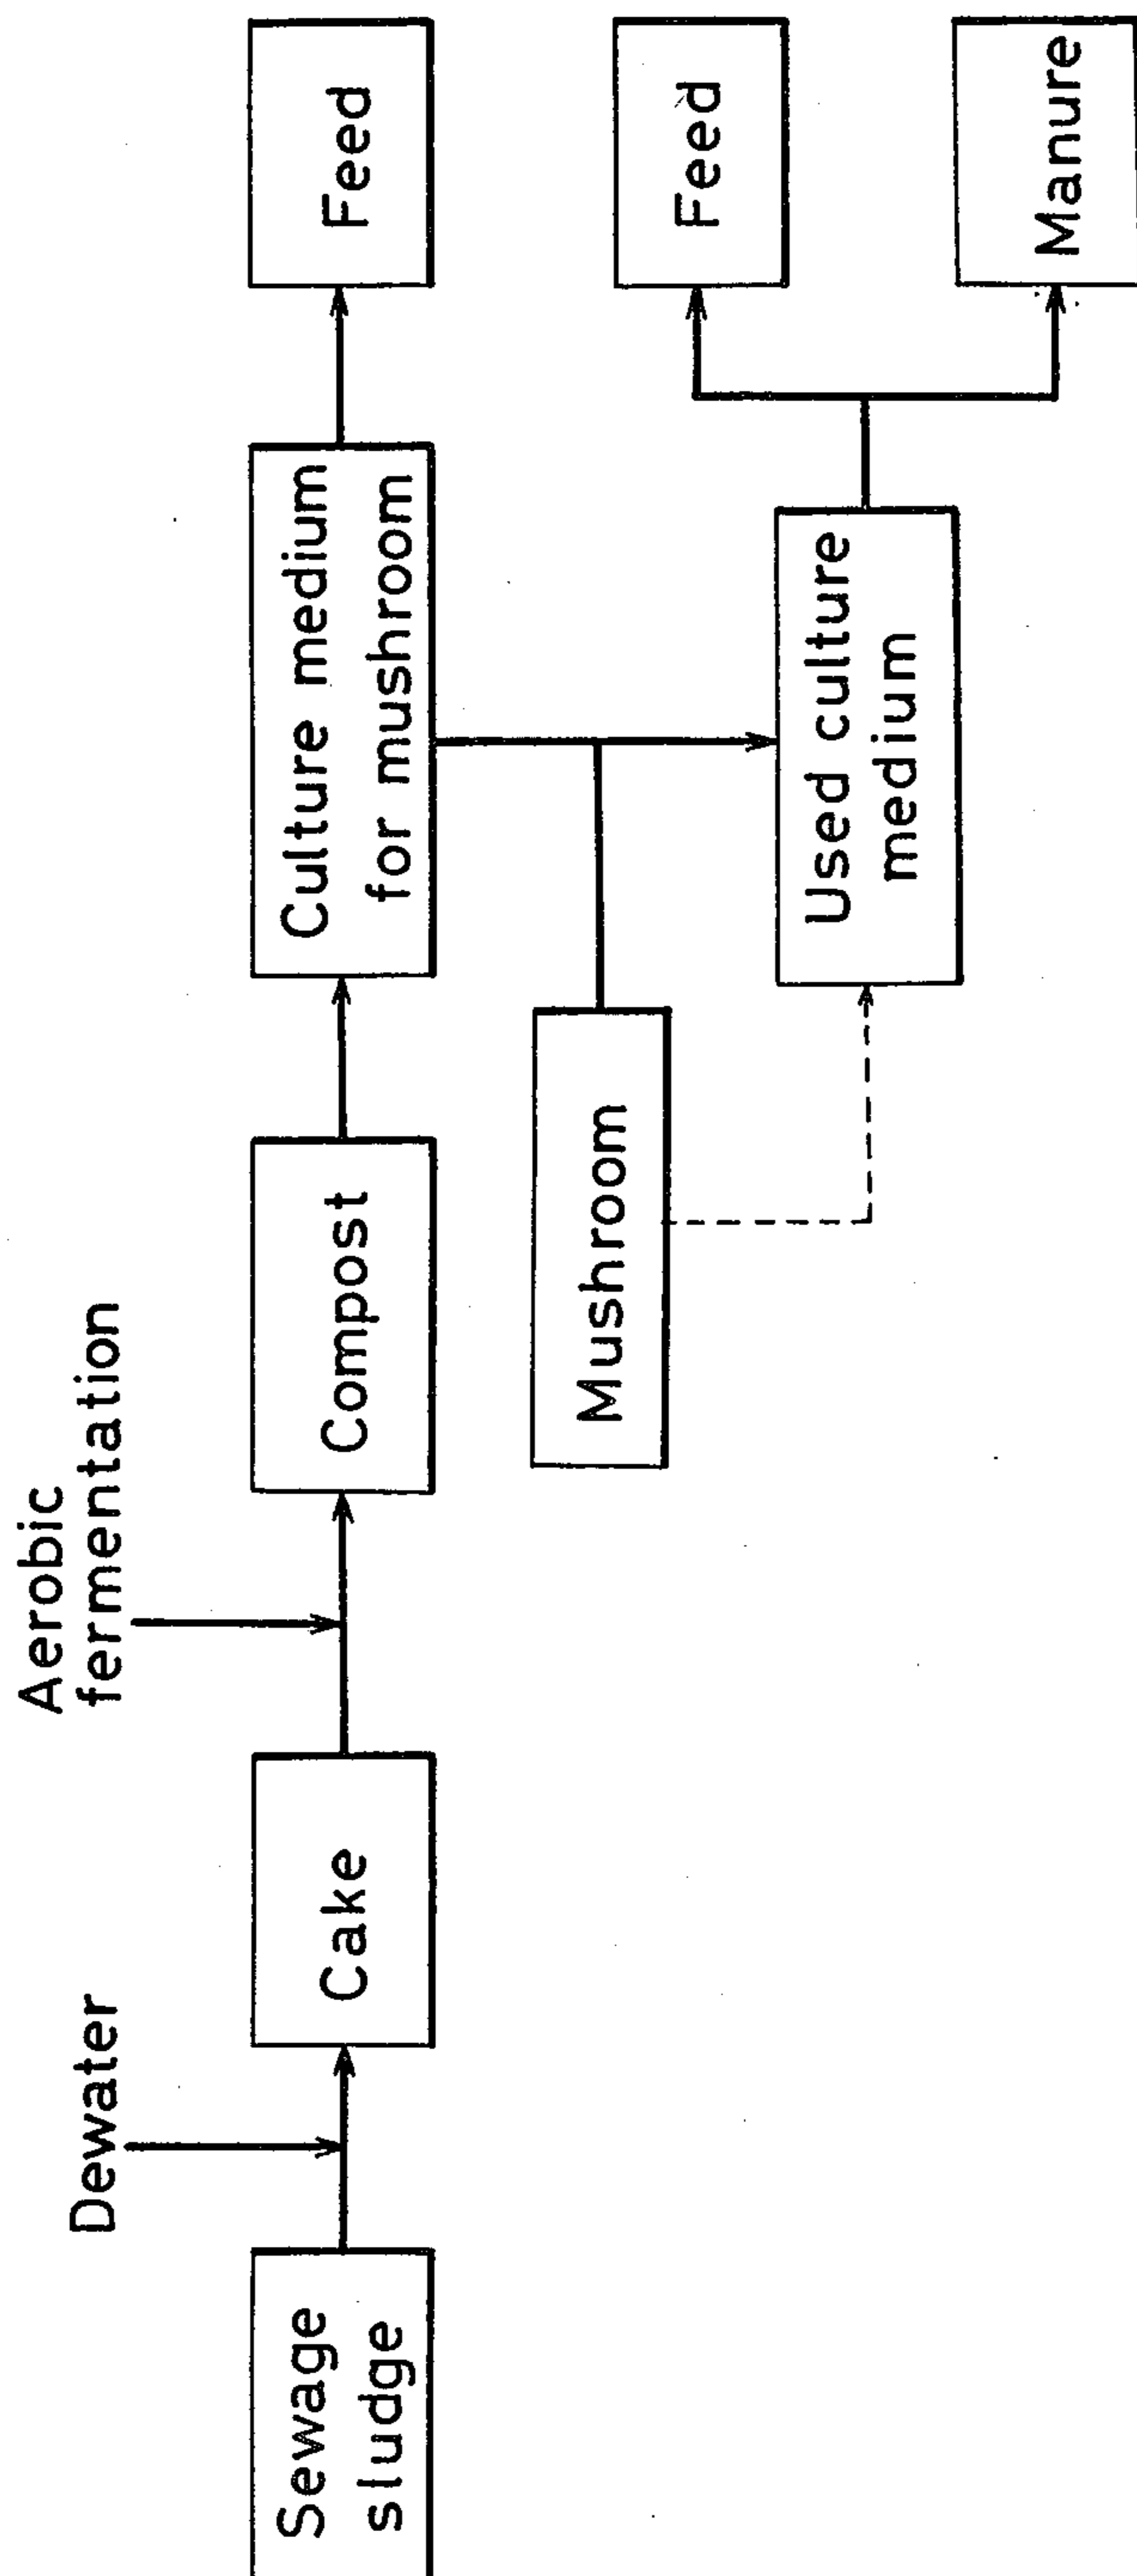 Dewater
Aerobic
fermentation
Sewage
sludge
Cake
Compost
Culture medium
for mushroom
Feed
Mushroom
Used culture
medium
Feed
Manure